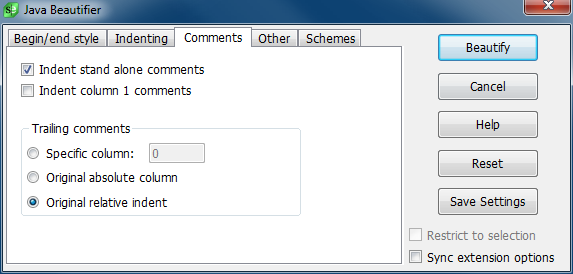 Java Beautifier
Begin/end style Indenting Comments Other Schemes
Indent stand alone comments
Indent column 1 comments
Trailing comments
Specific column: 0
Original absolute column
Original relative indent
Beautify
Cancel
Help
Reset
Save Settings
Restrict to selection
Sync extension options